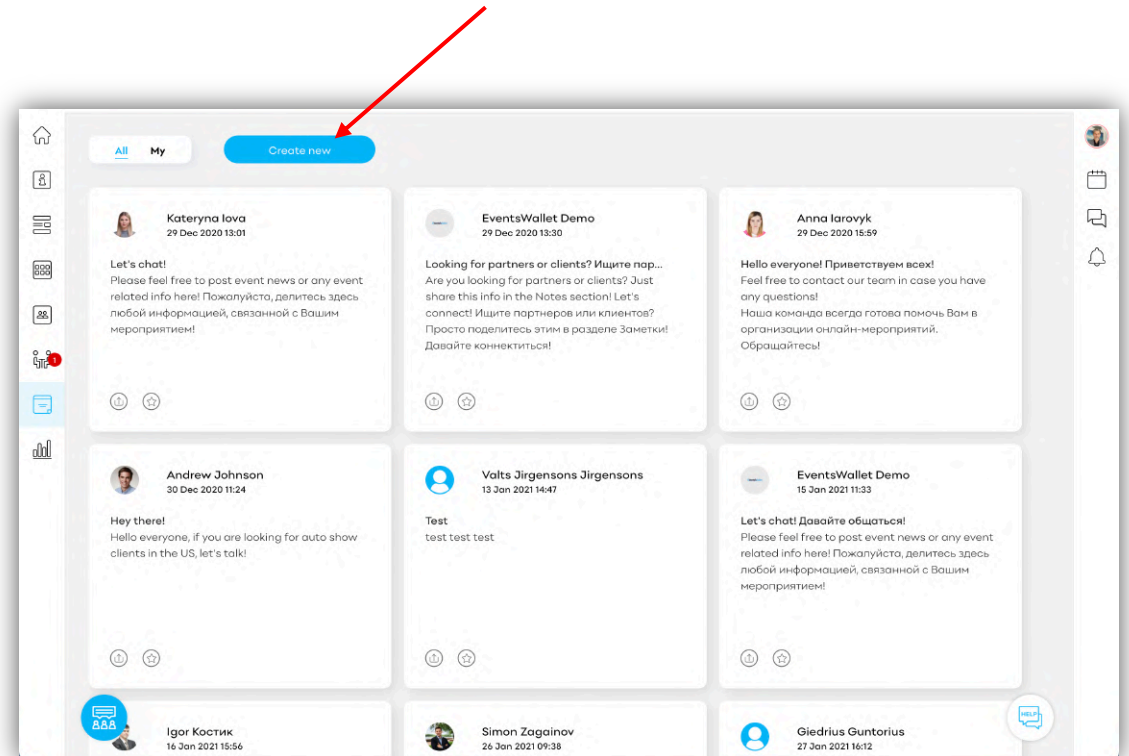 All My Create new
Kateryna Iova
29 Dec 2020 13:01
Let's chat!
Please feel free to post event news or any event
related info here! Пожалуйста, делитесь здесь
любой информацией, связанной с Вашим
мероприятием!
EventsWallet Demo
29 Dec 2020 13:30
Looking for partners or clients? Ищите пар...
Are you looking for partners or clients? Just
share this info in the Notes section! Let's
connect! Ищите партнеров или клиентов?
Просто поделитесь этим в разделе Заметки!
Давайте коннектиться!
Anna Iarovyk
29 Dec 2020 15:59
Hello everyone! Приветствуем всех!
Feel free to contact our team in case you have
any questions!
Наша команда всегда готова помочь Вам в
организации онлайн-мероприятий.
Обращайтесь!
1
Andrew Johnson
30 Dec 2020 11:24
Hey there!
Hello everyone, if you are looking for auto show
clients in the US, let's talk!
Valts Jirgensons Jirgensons
13 Jan 2021 14:47
Test
test test test
EventsWallet Demo
15 Jan 2021 11:33
Let's chat! Давайте общаться!
Please feel free to post event news or any event
related info here! Пожалуйста, делитесь здесь
любой информацией, связанной с Вашим
мероприятием!
Igor Костик
16 Jan 2021 15:56
Simon Zagainov
26 Jan 2021 09:38
Giedrius Guntorius
27 Jan 2021 16:12
HELP